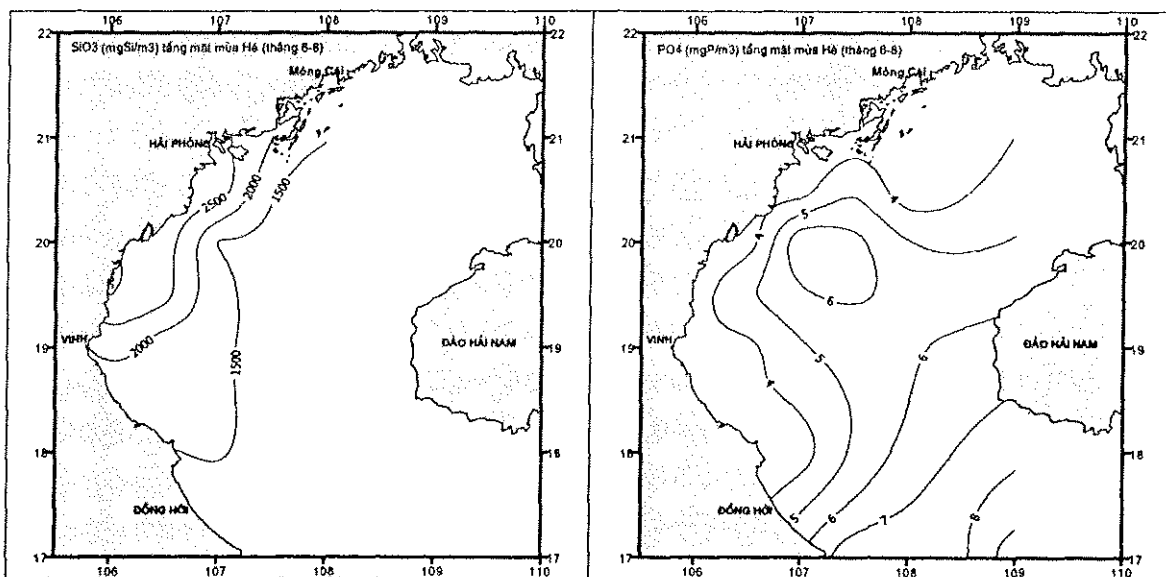 106 107 108 109 110
22 SiO3 (mgSi/m3) tầng mặt mùa Hè (tháng 6-8) 22
Móng Cái
21 21
HẢI PHÒNG
2500 2000 1500
20 20
VINH 2000
19 1500 ĐẢO HẢI NAM 19
18 18
ĐỒNG HỚI
17 17
106 107 108 109 110
106 107 108 109 110
22 PO4 (mgP/m3) tầng mặt mùa Hè (tháng 6-8) 22
Móng Cái
21 21
HẢI PHÒNG
4
4 5
20 20
6
VINH
19 5 6 ĐẢO HẢI NAM 19
4
18 18
ĐỒNG HỚI 5 6 7 8
17 17
106 107 108 109 110